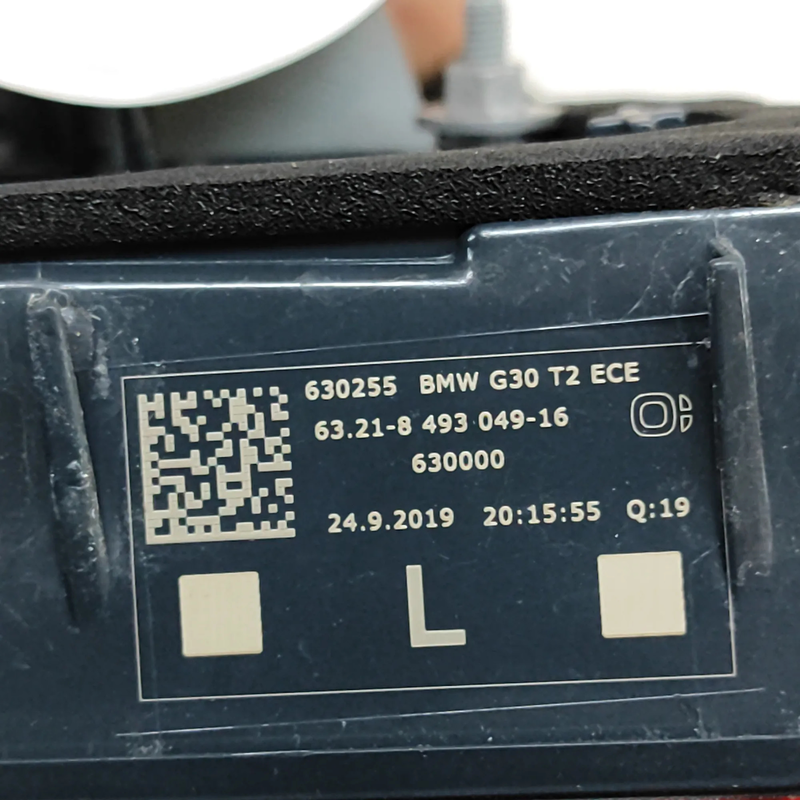 630255 BMW G30 T2 ECE
63.21-8 493 049-16
630000
24.9.2019 20:15:55 Q:19
L